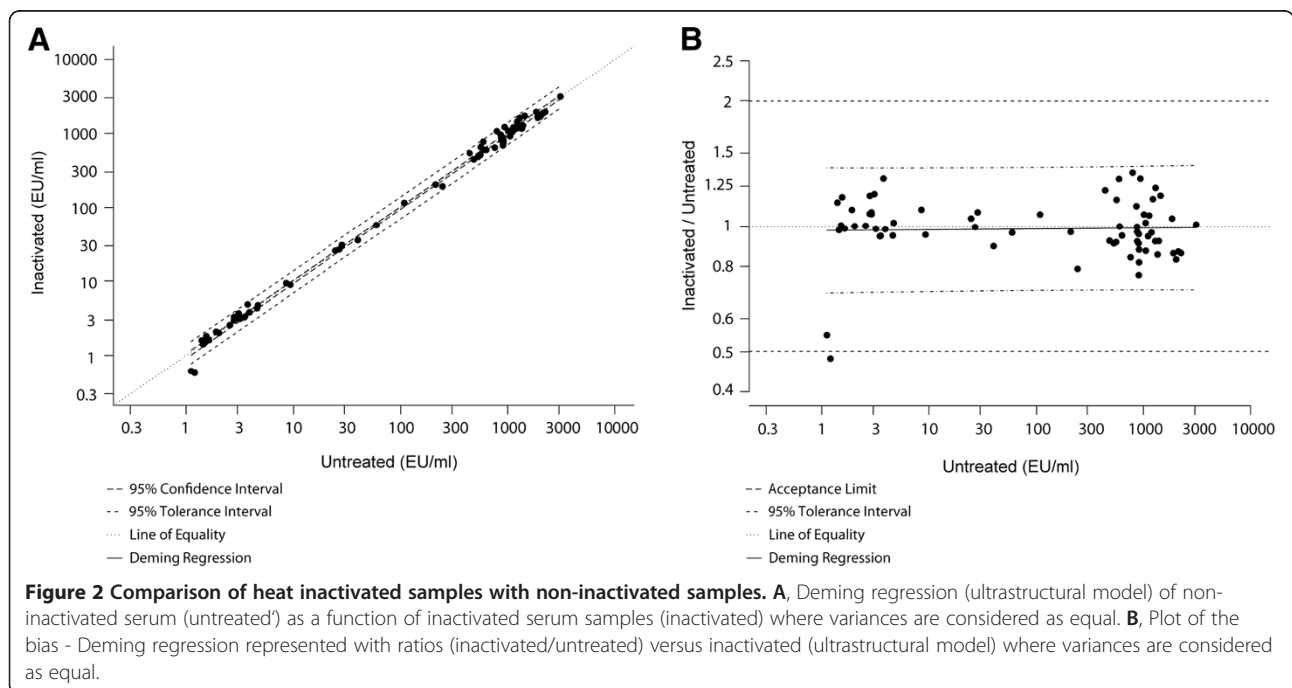 A
10000
3000
1000
300
100
30
10
3
1
0.3
Inactivated (EU/ml)
0.3 1 3 10 30 100 300 1000 3000 10000
Untreated (EU/ml)
95% Confidence Interval
95% Tolerance Interval
Line of Equality
Deming Regression
B
2.5
2
1.5
1.25
1
0.8
0.6
0.5
0.4
Inactivated / Untreated
0.3 1 3 10 30 100 300 1000 3000 10000
Untreated (EU/ml)
Acceptance Limit
95% Tolerance Interval
Line of Equality
Deming Regression
Figure 2 Comparison of heat inactivated samples with non-inactivated samples. A, Deming regression (ultrastructural model) of non-
inactivated serum (untreated‘) as a function of inactivated serum samples (inactivated) where variances are considered as equal. B, Plot of the
bias - Deming regression represented with ratios (inactivated/untreated) versus inactivated (ultrastructural model) where variances are considered
as equal.